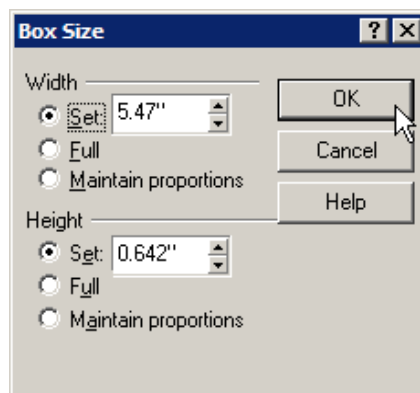 Box Size
Width
Set: 5.47"
Full
Maintain proportions
Height
Set: 0.642"
Full
Maintain proportions
OK
Cancel
Help